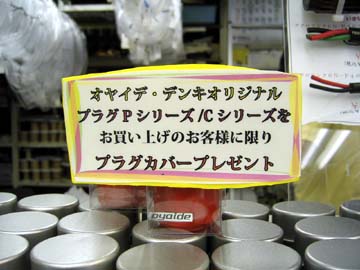 オヤイデ・デンキオリジナル
プラグPシリーズ/Cシリーズを
お買い上げのお客様に限り
プラグカバープレゼント
oyaide